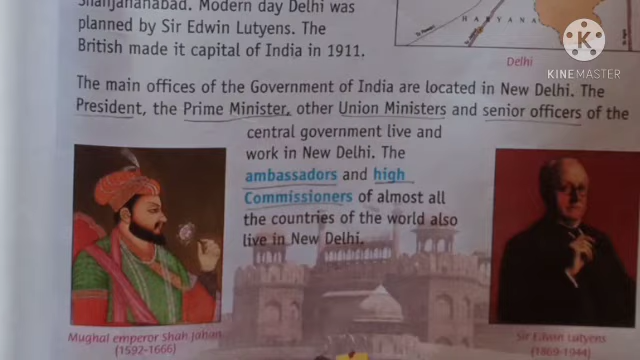 Shahjahanabad. Modern day Delhi was
planned by Sir Edwin Lutyens. The
British made it capital of India in 1911.
HARYANA
Delhi
KINEMASTER
The main offices of the Government of India are located in New Delhi. The
President, the Prime Minister, other Union Ministers and senior officers of the
central government live and
work in New Delhi. The
ambassadors and high
Commissioners of almost all
the countries of the world also
live in New Delhi.
Mughal emperor Shah Jahan
(1592-1666)
Sir Edwin Lutyens
(1869-1944)